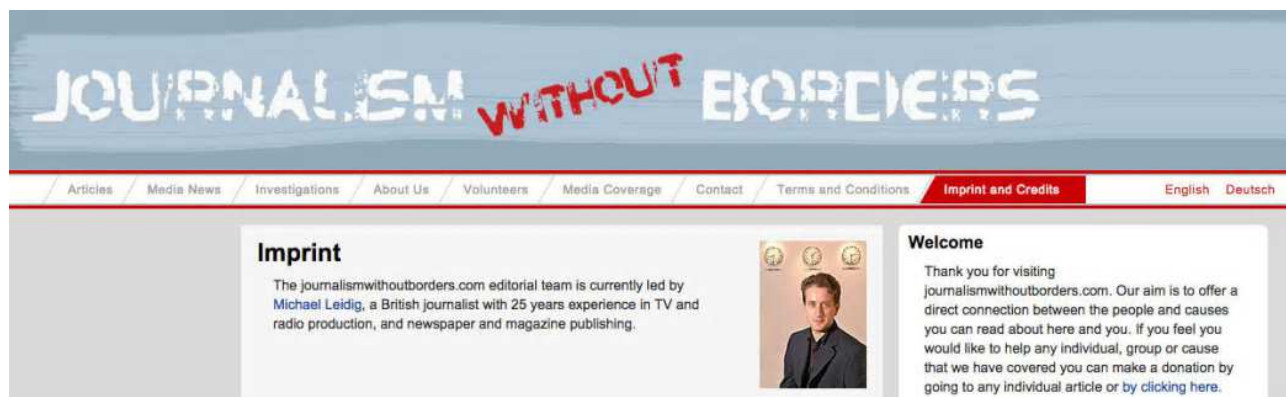 JOURNALISM WITHOUT BORDERS
Articles Media News Investigations About Us Volunteers Media Coverage Contact Terms and Conditions Imprint and Credits English Deutsch
Imprint
The journalismwithoutborders.com editorial team is currently led by
Michael Leidig, a British journalist with 25 years experience in TV and
radio production, and newspaper and magazine publishing.
Welcome
Thank you for visiting
journalismwithoutborders.com. Our aim is to offer a
direct connection between the people and causes
you can read about here and you. If you feel you
would like to help any individual, group or cause
that we have covered you can make a donation by
going to any individual article or by clicking here.